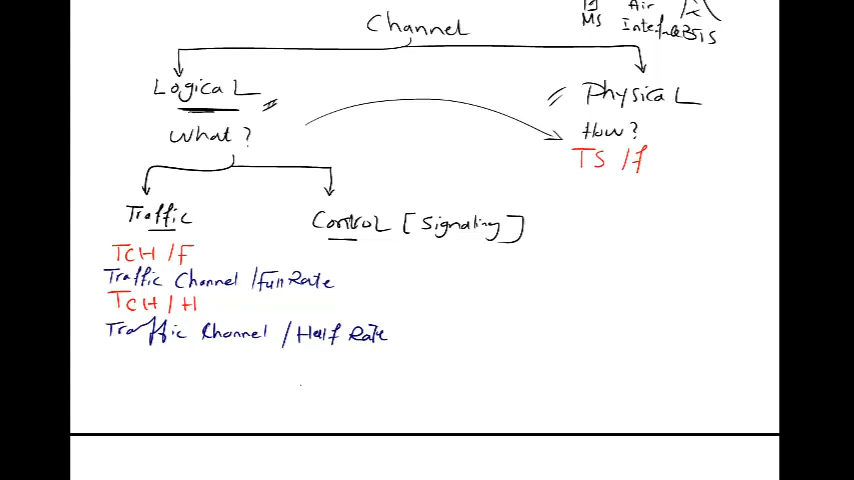 Air
MS Interface BTS
Channel
Logical
Physical
What?
How?
TS /f
Traffic
Control [Signaling]
TCH /F
Traffic Channel /Full Rate
TCH /H
Traffic Channel /Half Rate